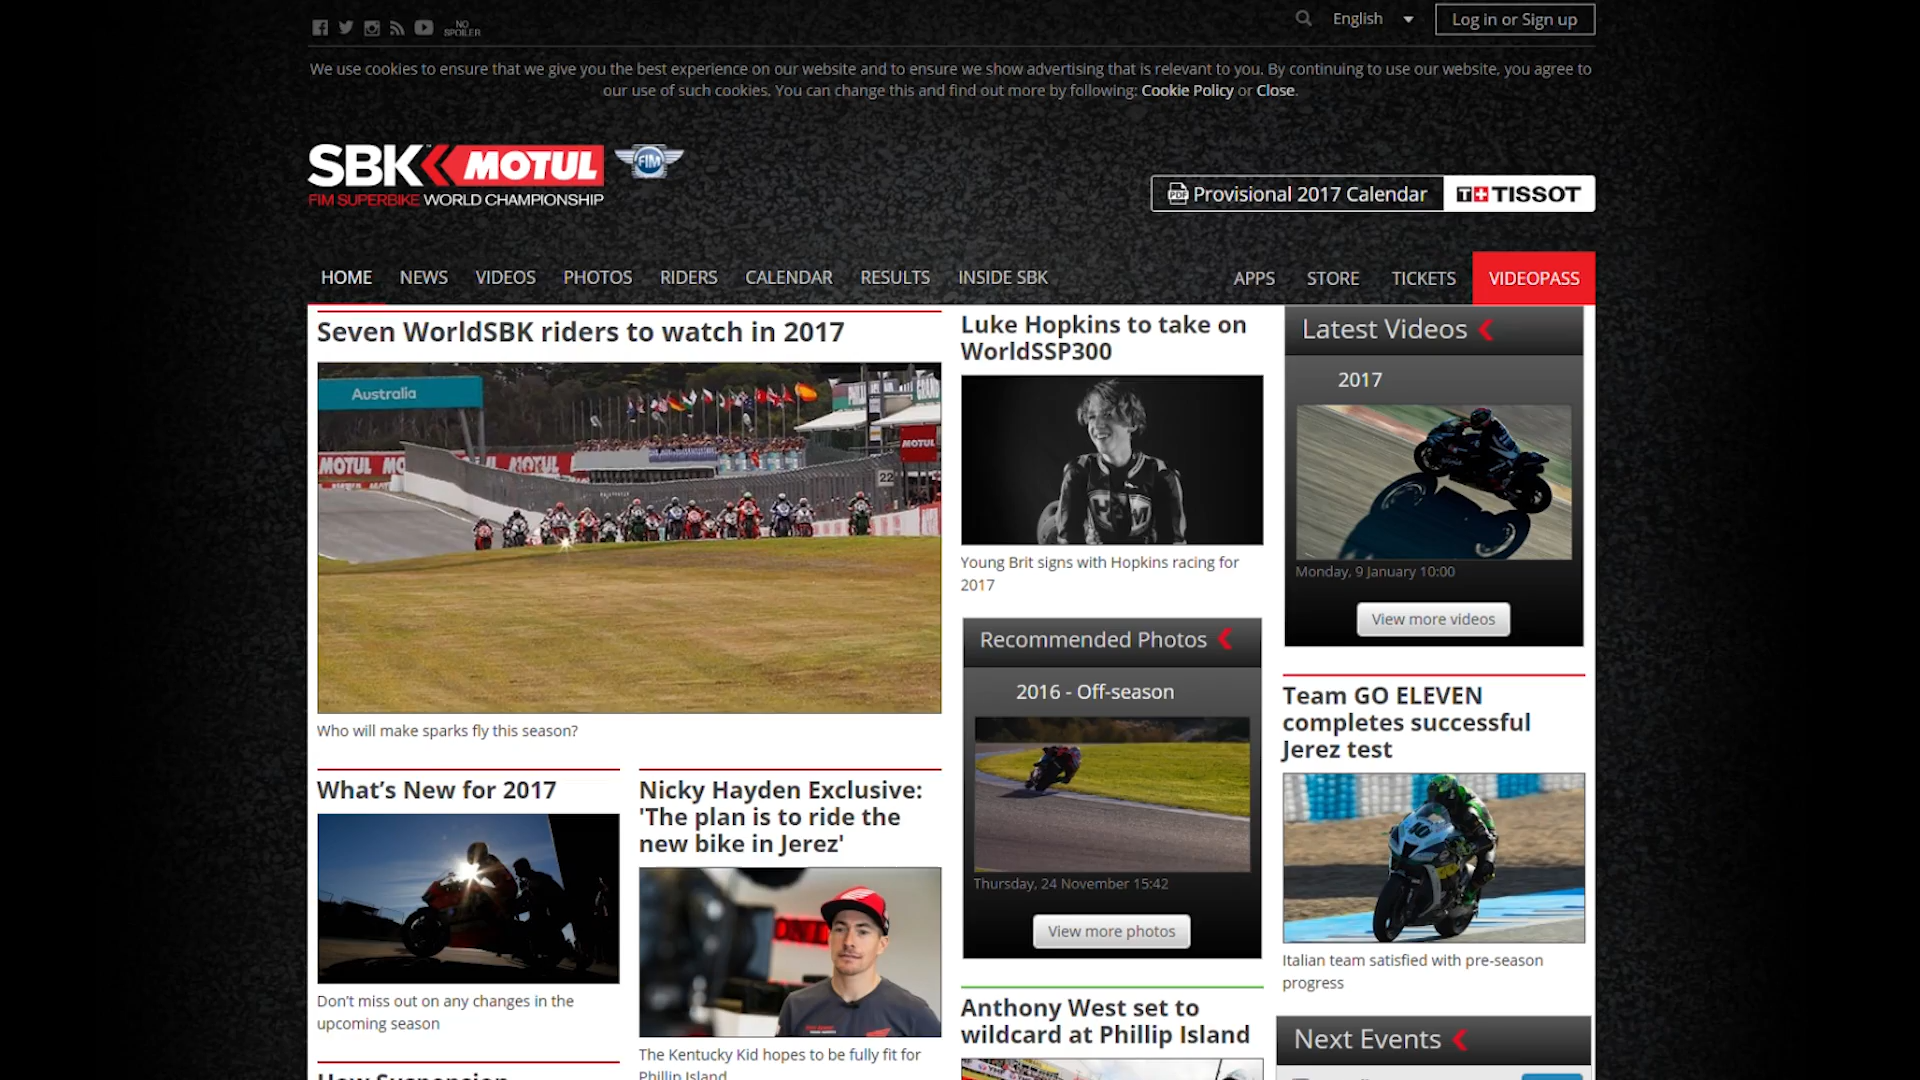 NO
SPOILER
English
Log in or Sign up
We use cookies to ensure that we give you the best experience on our website and to ensure we show advertising that is relevant to you. By continuing to use our website, you agree to
our use of such cookies. You can change this and find out more by following: Cookie Policy or Close.
SBK MOTUL
FIM
FIM SUPERBIKE WORLD CHAMPIONSHIP
PDF Provisional 2017 Calendar
T+TISSOT
HOME
NEWS
VIDEOS
PHOTOS
RIDERS
CALENDAR
RESULTS
INSIDE SBK
APPS
STORE
TICKETS
VIDEOPASS
Seven WorldSBK riders to watch in 2017
Australia
MOTUL
MOTUL
MOTUL
22
Who will make sparks fly this season?
What's New for 2017
Don't miss out on any changes in the
upcoming season
Nicky Hayden Exclusive:
'The plan is to ride the
new bike in Jerez'
The Kentucky Kid hopes to be fully fit for
Phillip Island
Luke Hopkins to take on
WorldSSP300
Young Brit signs with Hopkins racing for
2017
Recommended Photos
2016 - Off-season
Thursday, 24 November 15:42
View more photos
Anthony West set to
wildcard at Phillip Island
Latest Videos
2017
Monday, 9 January 10:00
View more videos
Team GO ELEVEN
completes successful
Jerez test
40
Italian team satisfied with pre-season
progress
Next Events